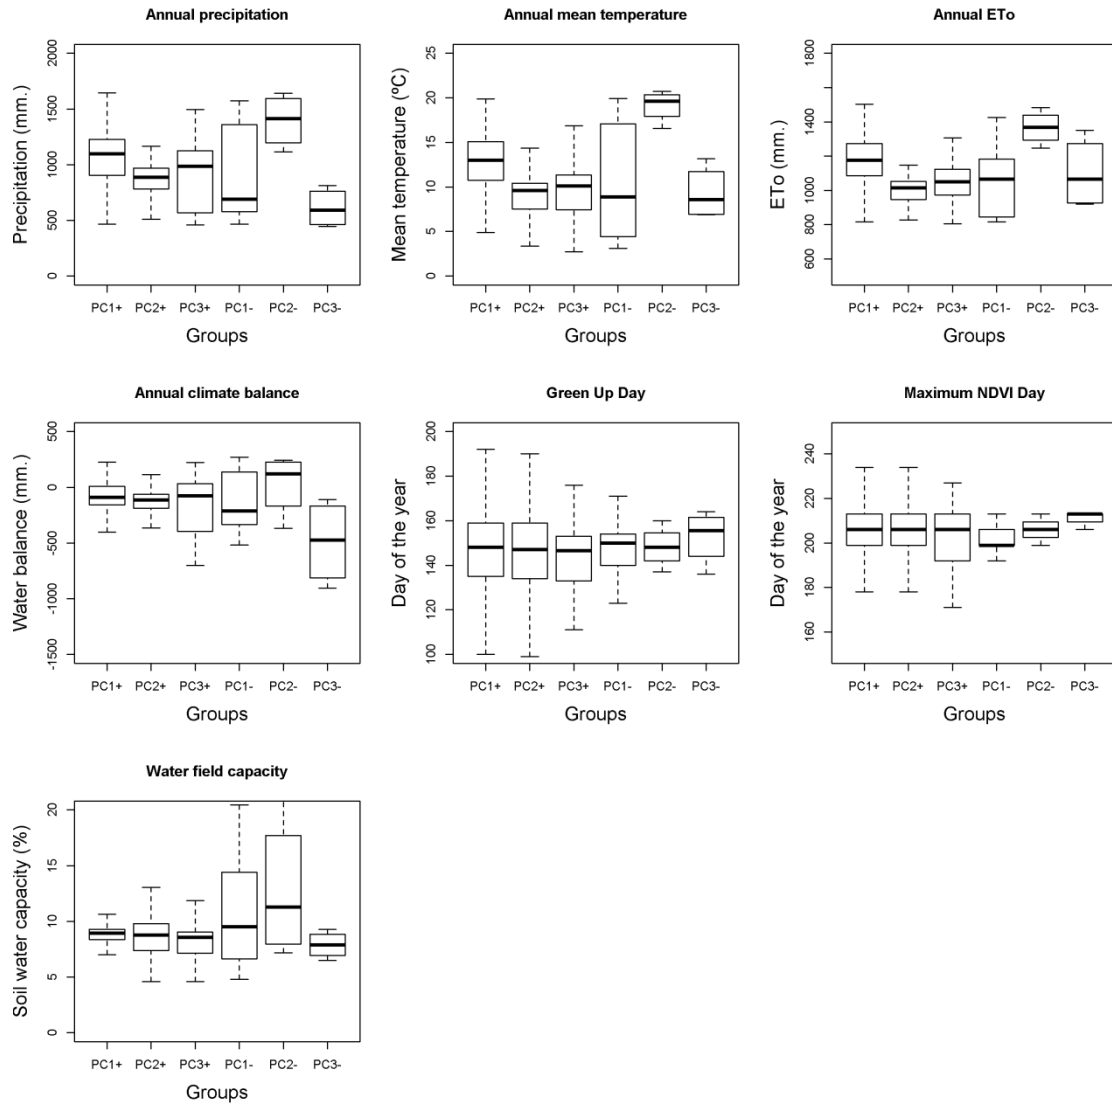 Annual precipitation
Precipitation (mm.)
2000
1500
1000
500
0
PC1+ PC2+ PC3+ PC1- PC2- PC3-
Groups
Annual mean temperature
Mean temperature (ºC)
25
20
15
10
5
0
PC1+ PC2+ PC3+ PC1- PC2- PC3-
Groups
Annual ETo
ETo (mm.)
1800
1400
1000
800
600
PC1+ PC2+ PC3+ PC1- PC2- PC3-
Groups
Annual climate balance
Water balance (mm.)
500
0
-500
-1000
-1500
PC1+ PC2+ PC3+ PC1- PC2- PC3-
Groups
Green Up Day
Day of the year
200
180
160
140
120
100
PC1+ PC2+ PC3+ PC1- PC2- PC3-
Groups
Maximum NDVI Day
Day of the year
240
220
200
180
160
PC1+ PC2+ PC3+ PC1- PC2- PC3-
Groups
Water field capacity
Soil water capacity (%)
20
15
10
5
0
PC1+ PC2+ PC3+ PC1- PC2- PC3-
Groups